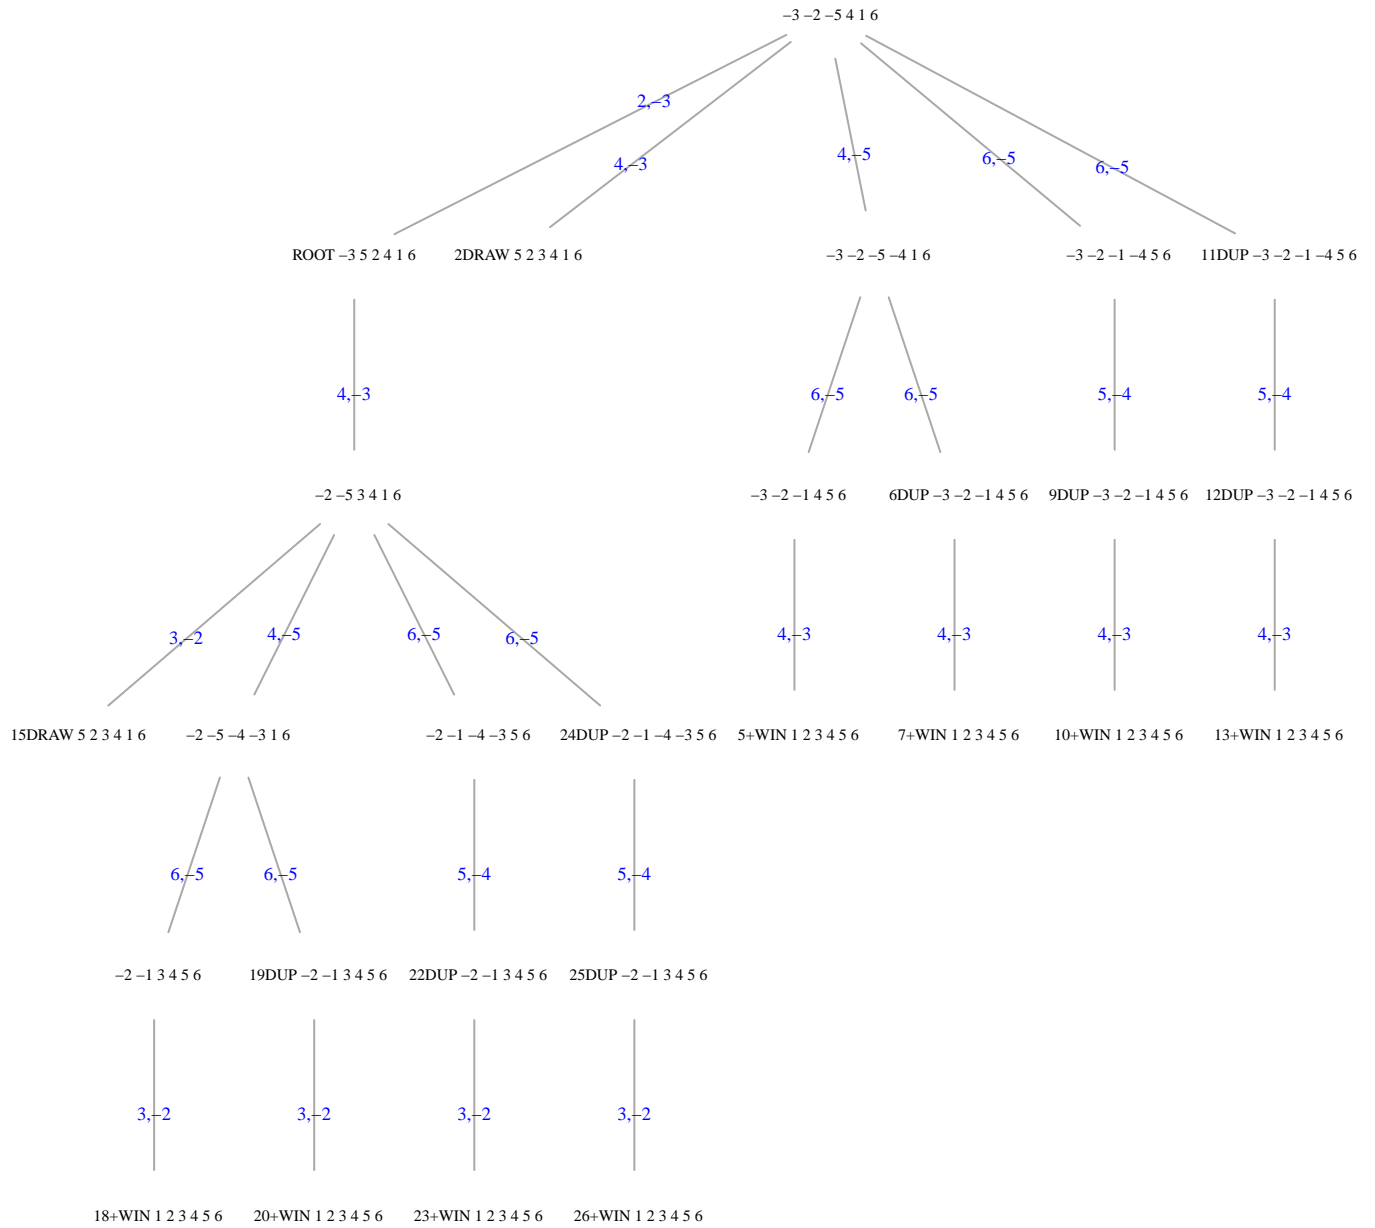 −3 −2 −5 4 1 6
2,−3
4,−3
4,−5
6,−5
6,−5
ROOT −3 5 2 4 1 6
2DRAW 5 2 3 4 1 6
−3 −2 −5 −4 1 6
−3 −2 −1 −4 5 6
11DUP −3 −2 −1 −4 5 6
4,−3
6,−5
6,−5
5,−4
5,−4
−2 −5 3 4 1 6
−3 −2 −1 4 5 6
6DUP −3 −2 −1 4 5 6
9DUP −3 −2 −1 4 5 6
12DUP −3 −2 −1 4 5 6
3,−2
4,−5
6,−5
6,−5
4,−3
4,−3
4,−3
4,−3
15DRAW 5 2 3 4 1 6
−2 −5 −4 −3 1 6
−2 −1 −4 −3 5 6
24DUP −2 −1 −4 −3 5 6
5+WIN 1 2 3 4 5 6
7+WIN 1 2 3 4 5 6
10+WIN 1 2 3 4 5 6
13+WIN 1 2 3 4 5 6
6,−5
6,−5
5,−4
5,−4
−2 −1 3 4 5 6
19DUP −2 −1 3 4 5 6
22DUP −2 −1 3 4 5 6
25DUP −2 −1 3 4 5 6
3,−2
3,−2
3,−2
3,−2
18+WIN 1 2 3 4 5 6
20+WIN 1 2 3 4 5 6
23+WIN 1 2 3 4 5 6
26+WIN 1 2 3 4 5 6